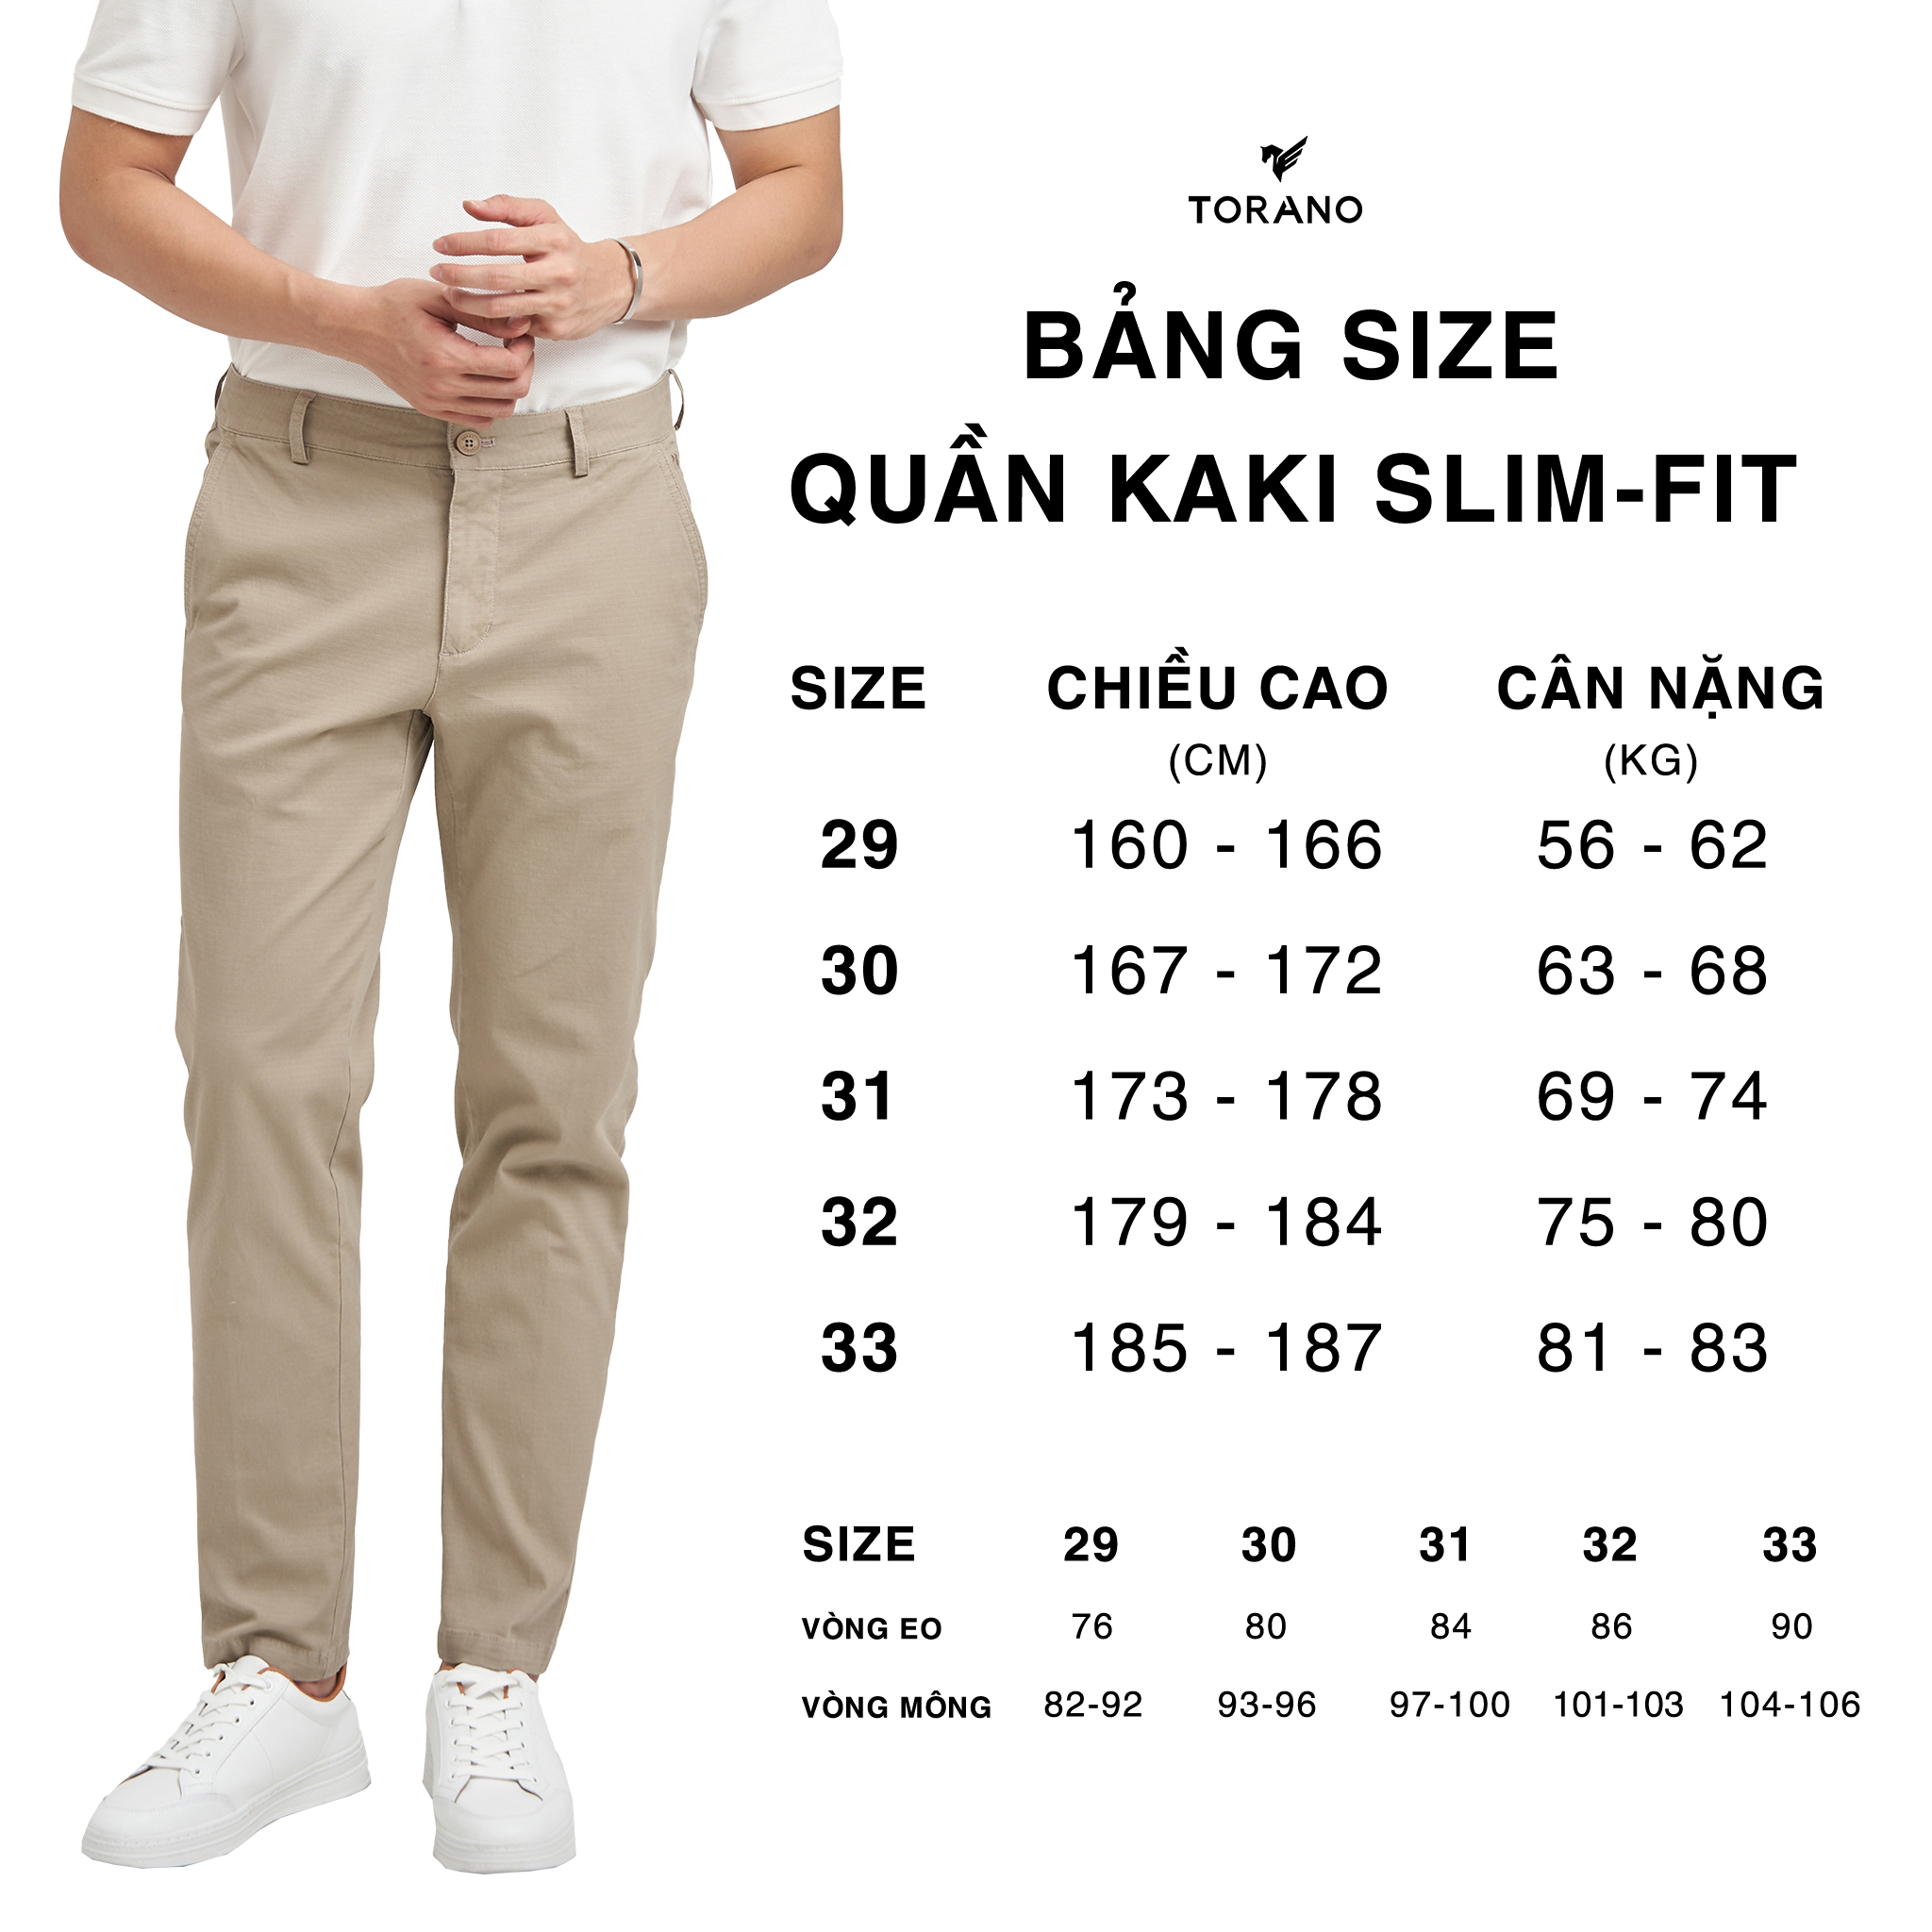 TORANO
BẢNG SIZE
QUẦN KAKI SLIM-FIT
SIZE CHIỀU CAO CÂN NẶNG
(CM) (KG)
29 160 - 166 56 - 62
30 167 - 172 63 - 68
31 173 - 178 69 - 74
32 179 - 184 75 - 80
33 185 - 187 81 - 83
SIZE 29 30 31 32 33
VÒNG EO 76 80 84 86 90
VÒNG MÔNG 82-92 93-96 97-100 101-103 104-106